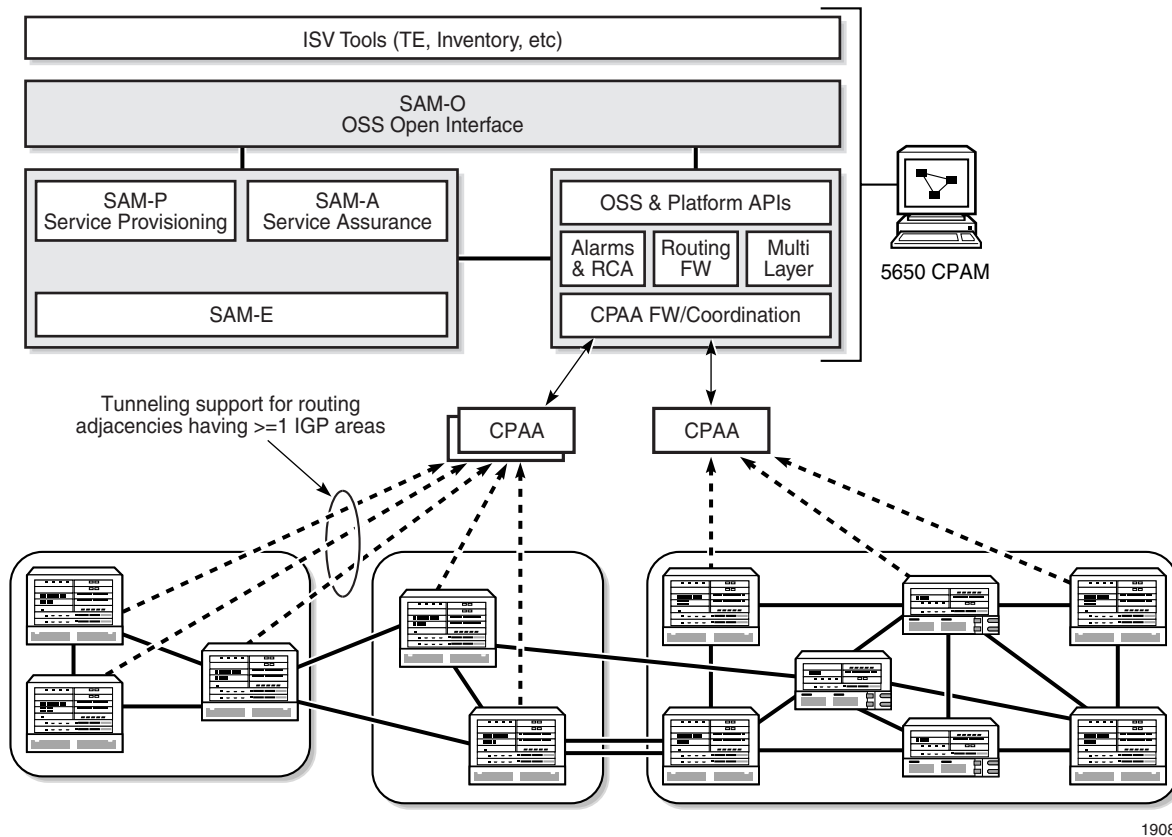 ISV Tools (TE, Inventory, etc)
SAM-O
OSS Open Interface
SAM-P
Service Provisioning
SAM-A
Service Assurance
SAM-E
OSS & Platform APIs
Alarms
& RCA
Routing
FW
Multi
Layer
CPAA FW/Coordination
5650 CPAM
Tunneling support for routing
adjacencies having >=1 IGP areas
CPAA
CPAA
1908